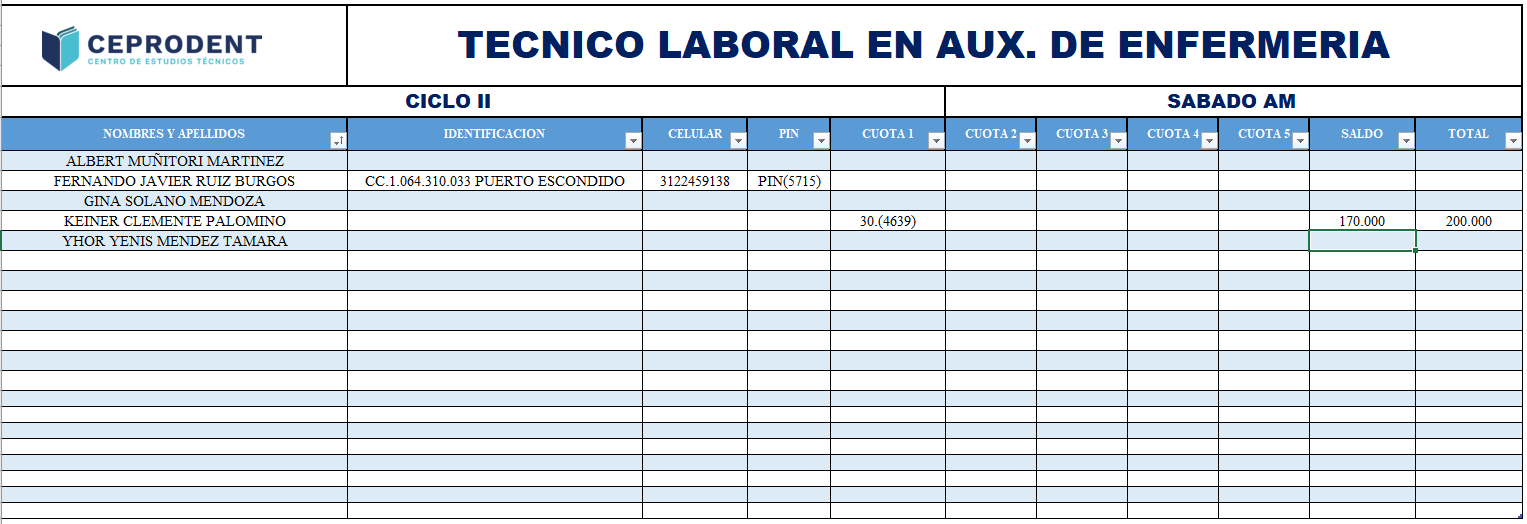 CEPRODENT
CENTRO DE ESTUDIOS TÉCNICOS
TECNICO LABORAL EN AUX. DE ENFERMERIA
CICLO II SABADO AM
NOMBRES Y APELLIDOS IDENTIFICACION CELULAR PIN CUOTA 1 CUOTA 2 CUOTA 3 CUOTA 4 CUOTA 5 SALDO TOTAL
ALBERT MUÑITORI MARTINEZ
FERNANDO JAVIER RUIZ BURGOS CC.1.064.310.033 PUERTO ESCONDIDO 3122459138 PIN(5715)
GINA SOLANO MENDOZA
KEINER CLEMENTE PALOMINO 30.(4639) 170.000 200.000
YHOR YENIS MENDEZ TAMARA